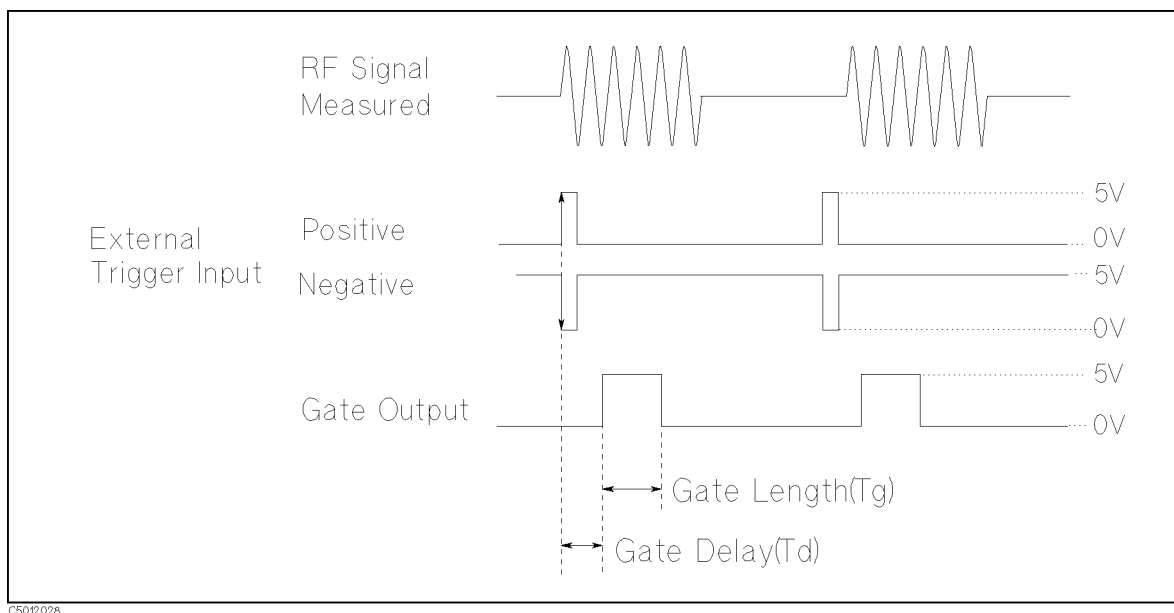 RF Signal
Measured
External
Trigger Input
Positive
5V
0V
Negative
5V
0V
Gate Output
5V
0V
Gate Length(Tg)
Gate Delay(Td)
C5012028